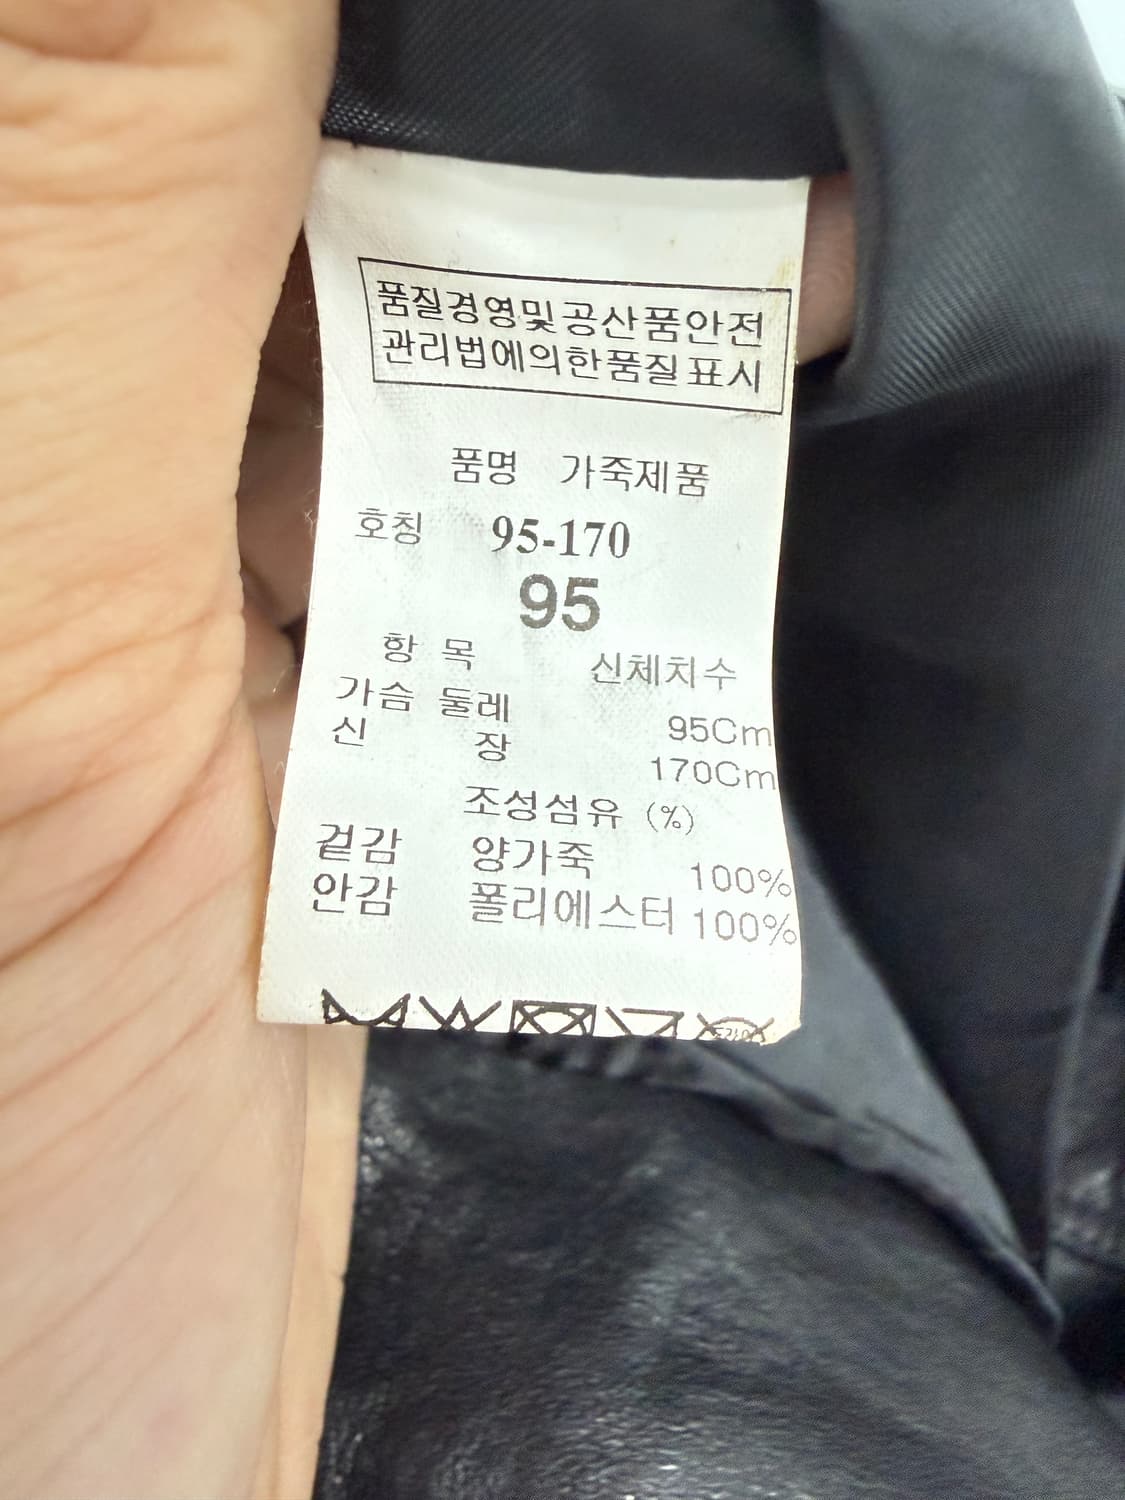 품질경영및공산품안전
관리법에의한품질표시
품명 가죽제품
호칭 95-170
95
항 목 신체치수
가슴 둘레 95Cm
신 장 170Cm
조성섬유 (%)
겉감 양가죽 100%
안감 폴리에스터 100%